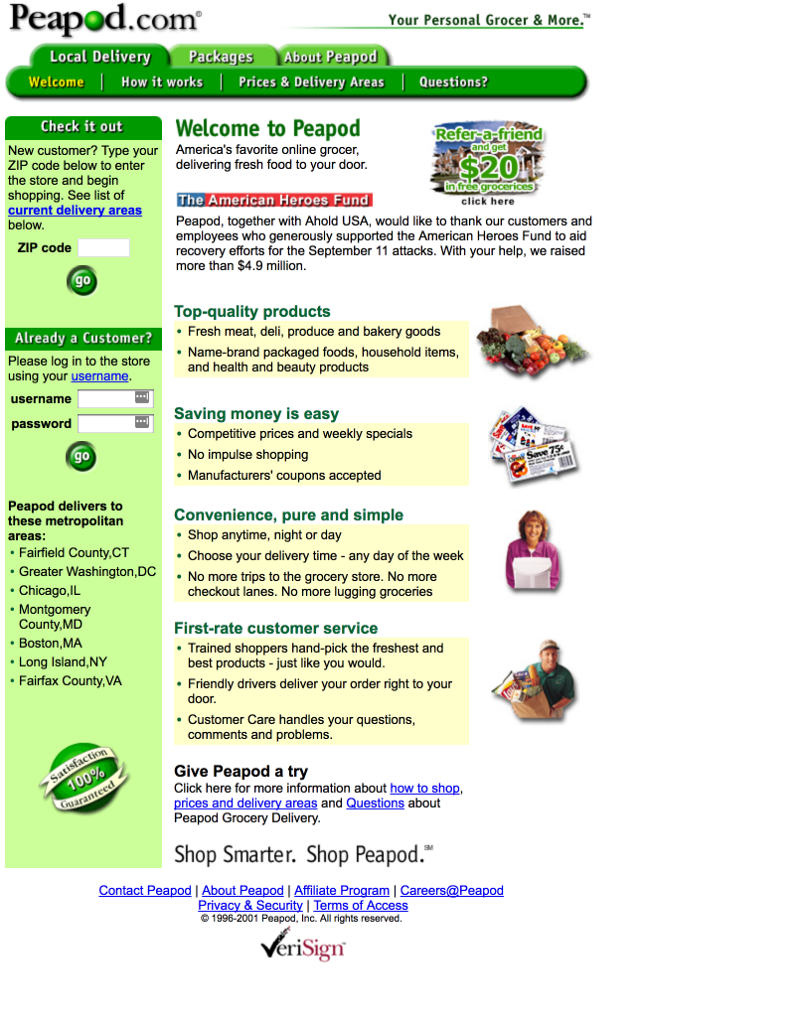 Peapod.com®
Your Personal Grocer & More.™
Local Delivery
Packages
About Peapod
Welcome | How it works | Prices & Delivery Areas | Questions?
Check it out
New customer? Type your
ZIP code below to enter
the store and begin
shopping. See list of
current delivery areas
below.
ZIP code
go
Already a Customer?
Please log in to the store
using your username.
username
password
go
Peapod delivers to
these metropolitan
areas:
• Fairfield County,CT
• Greater Washington,DC
• Chicago,IL
• Montgomery
County,MD
• Boston,MA
• Long Island,NY
• Fairfax County,VA
Satisfaction
100%
Guaranteed
Welcome to Peapod
America's favorite online grocer,
delivering fresh food to your door.
Refer-a-friend
and get
$20
in free grocerices
click here
The American Heroes Fund
Peapod, together with Ahold USA, would like to thank our customers and
employees who generously supported the American Heroes Fund to aid
recovery efforts for the September 11 attacks. With your help, we raised
more than $4.9 million.
Top-quality products
• Fresh meat, deli, produce and bakery goods
• Name-brand packaged foods, household items,
and health and beauty products
Saving money is easy
• Competitive prices and weekly specials
• No impulse shopping
• Manufacturers' coupons accepted
Save 75¢
Convenience, pure and simple
• Shop anytime, night or day
• Choose your delivery time - any day of the week
• No more trips to the grocery store. No more
checkout lanes. No more lugging groceries
First-rate customer service
• Trained shoppers hand-pick the freshest and
best products - just like you would.
• Friendly drivers deliver your order right to your
door.
• Customer Care handles your questions,
comments and problems.
Give Peapod a try
Click here for more information about how to shop,
prices and delivery areas and Questions about
Peapod Grocery Delivery.
Shop Smarter. Shop Peapod.℠
Contact Peapod | About Peapod | Affiliate Program | Careers@Peapod
Privacy & Security | Terms of Access
© 1996-2001 Peapod, Inc. All rights reserved.
VeriSign™